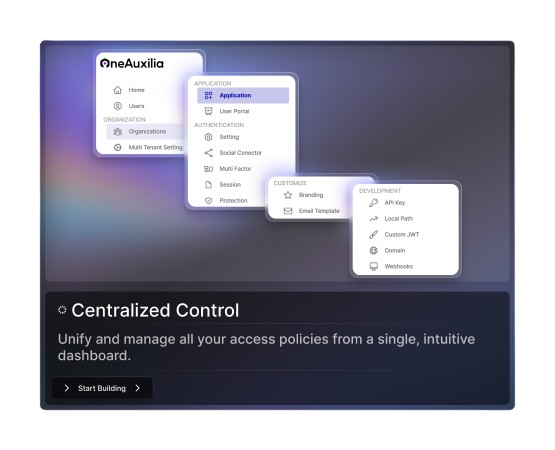 OneAuxilia
Home
Users
ORGANIZATION
Organizations
Multi Tenant Setting
APPLICATION
Application
User Portal
AUTHENTICATION
Setting
Social Conector
Multi Factor
Session
Protection
CUSTOMIZE
Branding
Email Template
DEVELOPMENT
API Key
Local Path
Custom JWT
Domain
Webhooks
Centralized Control
Unify and manage all your access policies from a single, intuitive
dashboard.
Start Building